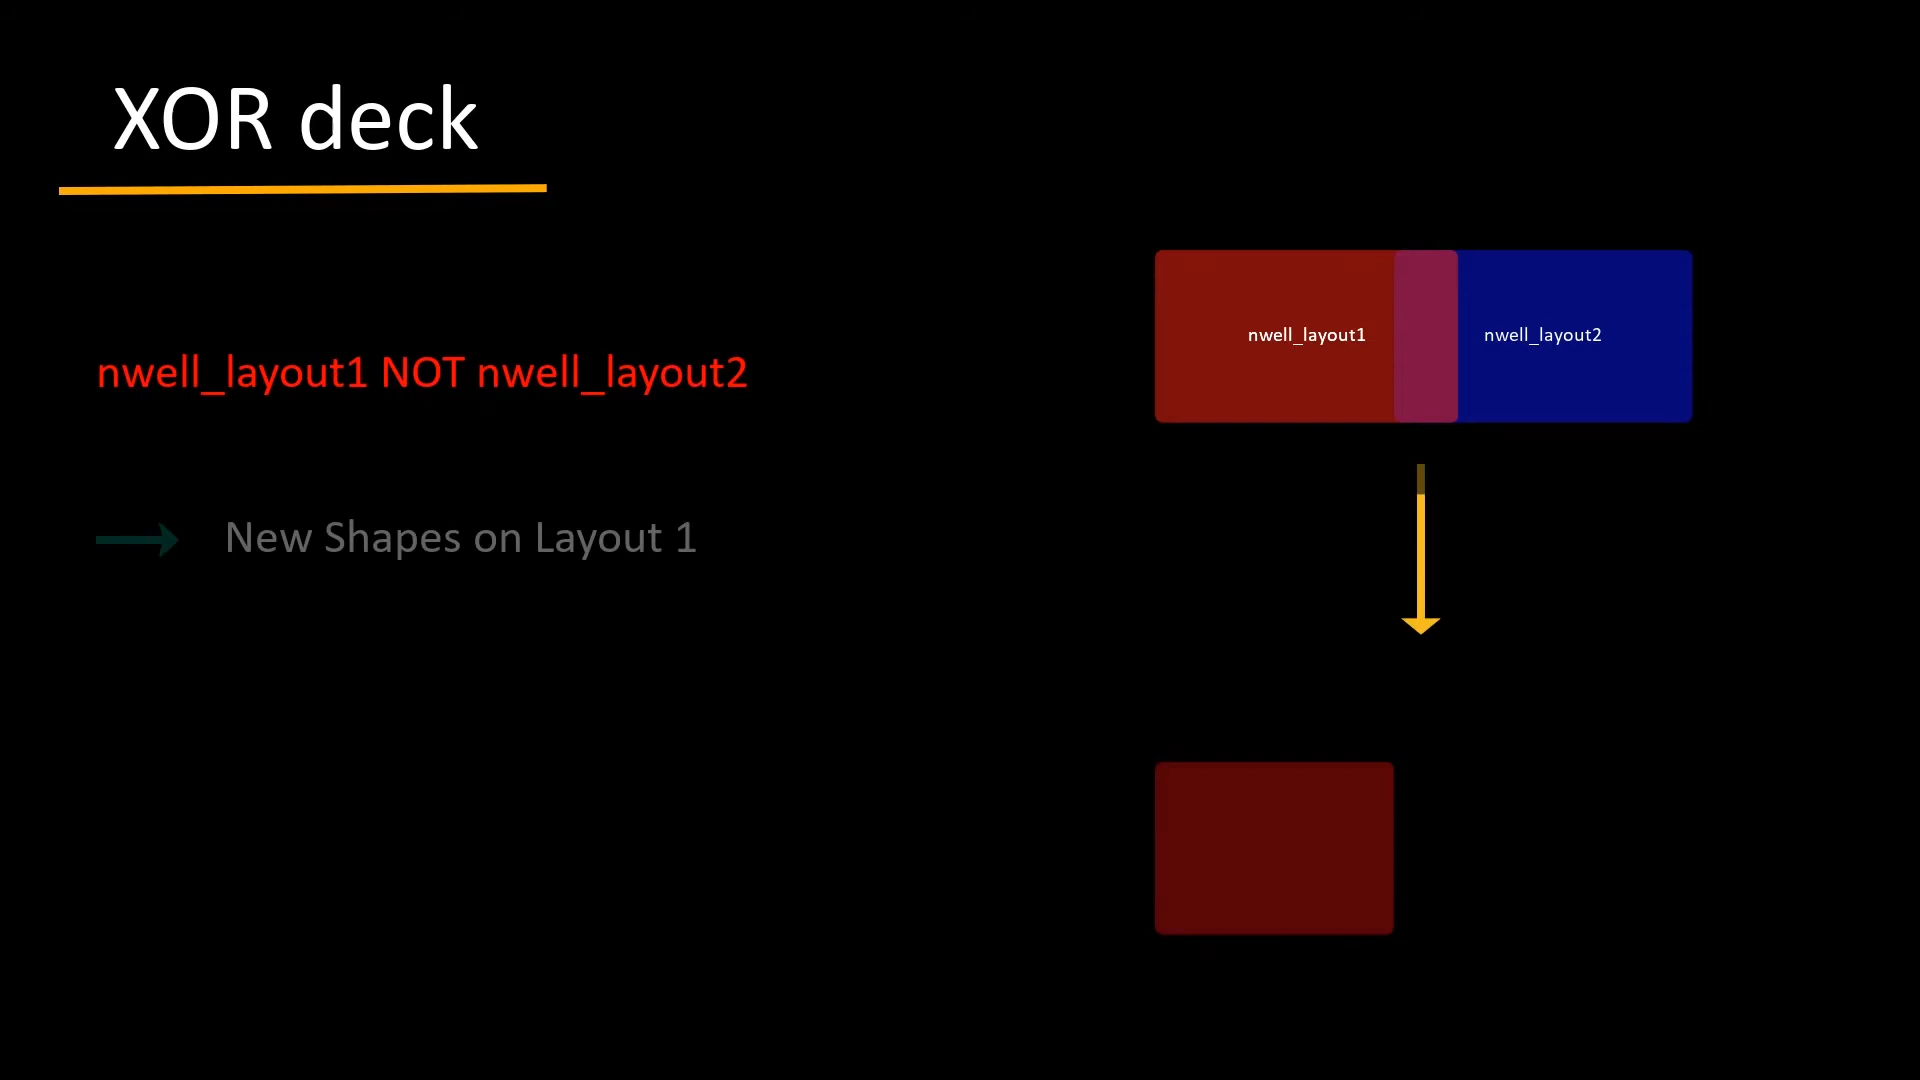 XOR deck
nwell_layout1 NOT nwell_layout2
New Shapes on Layout 1
nwell_layout1
nwell_layout2